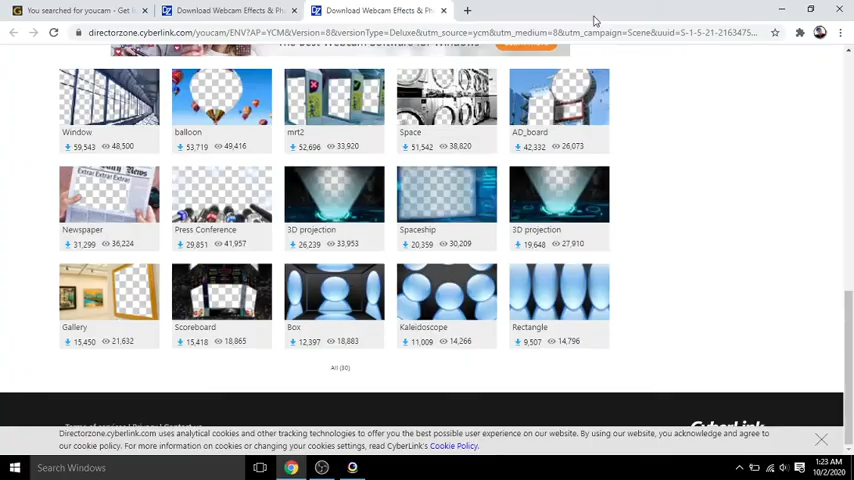 You searched for youcam - Get In
Download Webcam Effects & Ph
Download Webcam Effects & Ph
directorzone.cyberlink.com/youcam/ENV?AP=YCM&Version=8&versionType=Deluxe&utm_source=ycm&utm_medium=8&utm_campaign=Scene&uuid=S-1-5-21-2163475...
Window balloon mrt2 Space AD_board
59,543 48,500 53,719 49,416 52,696 33,920 51,542 38,820 42,332 26,073
Daily News
Extra! Extra! Extra!
Newspaper Press Conference 3D projection Spaceship 3D projection
31,299 36,224 29,851 41,957 26,239 33,953 20,359 30,209 19,648 27,910
Gallery Scoreboard Box Kaleidoscope Rectangle
15,450 21,632 15,418 18,865 12,397 18,883 11,009 14,266 9,507 14,796
All (30)
Directorzone.cyberlink.com uses analytical cookies and other tracking technologies to offer you the best possible user experience on our website. By using our website, you acknowledge and agree to
our cookie policy. For more information on cookies or changing your cookies settings, read CyberLink's Cookie Policy.
Search Windows
1:23 AM
10/2/2020